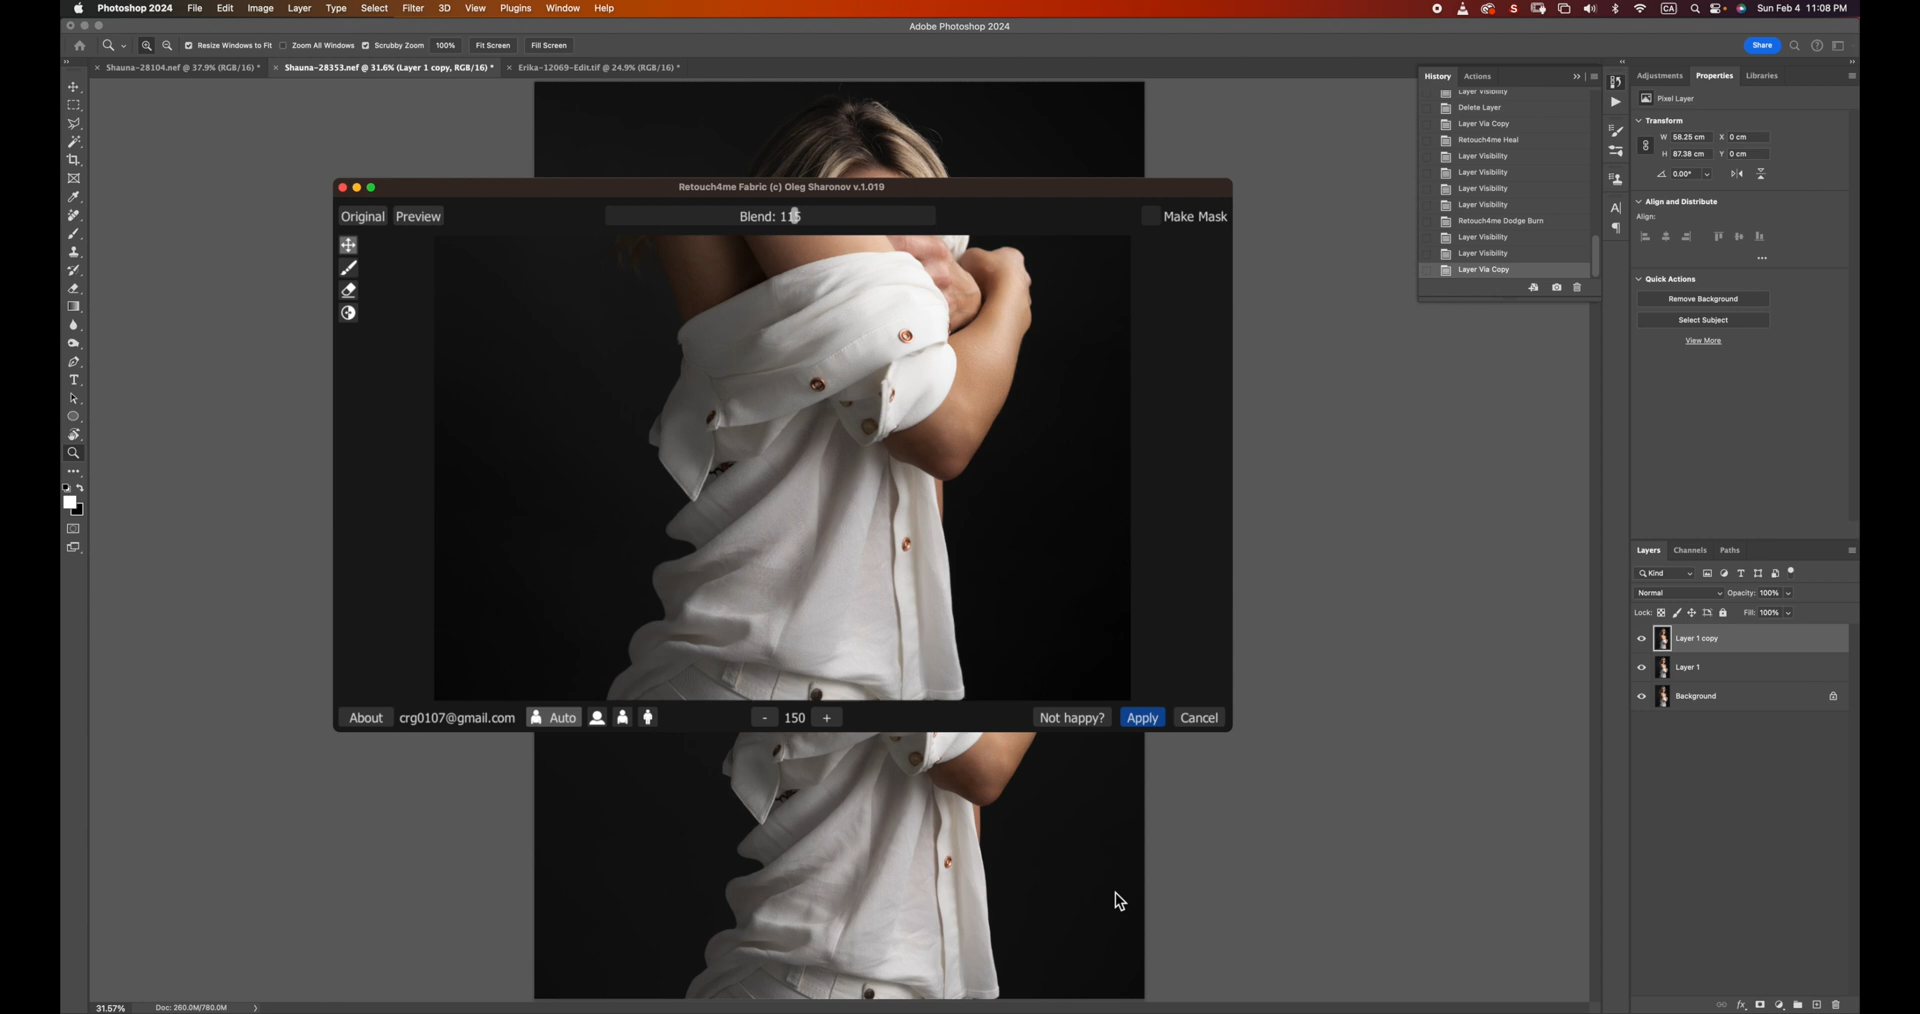 Photoshop 2024 File Edit Image Layer Type Select Filter 3D View Plugins Window Help
CA Sun Feb 4 11:08 PM
Adobe Photoshop 2024
Resize Windows to Fit Zoom All Windows Scrubby Zoom 100% Fit Screen Fill Screen
Share
Shauna-28104.nef @ 37.9% (RGB/16) * Shauna-28353.nef @ 31.6% (Layer 1 copy, RGB/16) * Erika-12069-Edit.tif @ 24.9% (RGB/16) *
History Actions
Layer Visibility
Delete Layer
Layer Via Copy
Retouch4me Heal
Layer Visibility
Layer Visibility
Layer Visibility
Layer Visibility
Retouch4me Dodge Burn
Layer Visibility
Layer Visibility
Layer Via Copy
Adjustments Properties Libraries
Pixel Layer
Transform
W 58.25 cm X 0 cm
H 87.38 cm Y 0 cm
0.00°
Align and Distribute
Align:
Quick Actions
Remove Background
Select Subject
View More
Retouch4me Fabric (c) Oleg Sharonov v.1.019
Original Preview Blend: 115 Make Mask
About crg0107@gmail.com Auto - 150 + Not happy? Apply Cancel
Layers Channels Paths
Kind
Normal Opacity: 100%
Lock: Fill: 100%
Layer 1 copy
Layer 1
Background
31.57% Doc: 260.0M/780.0M